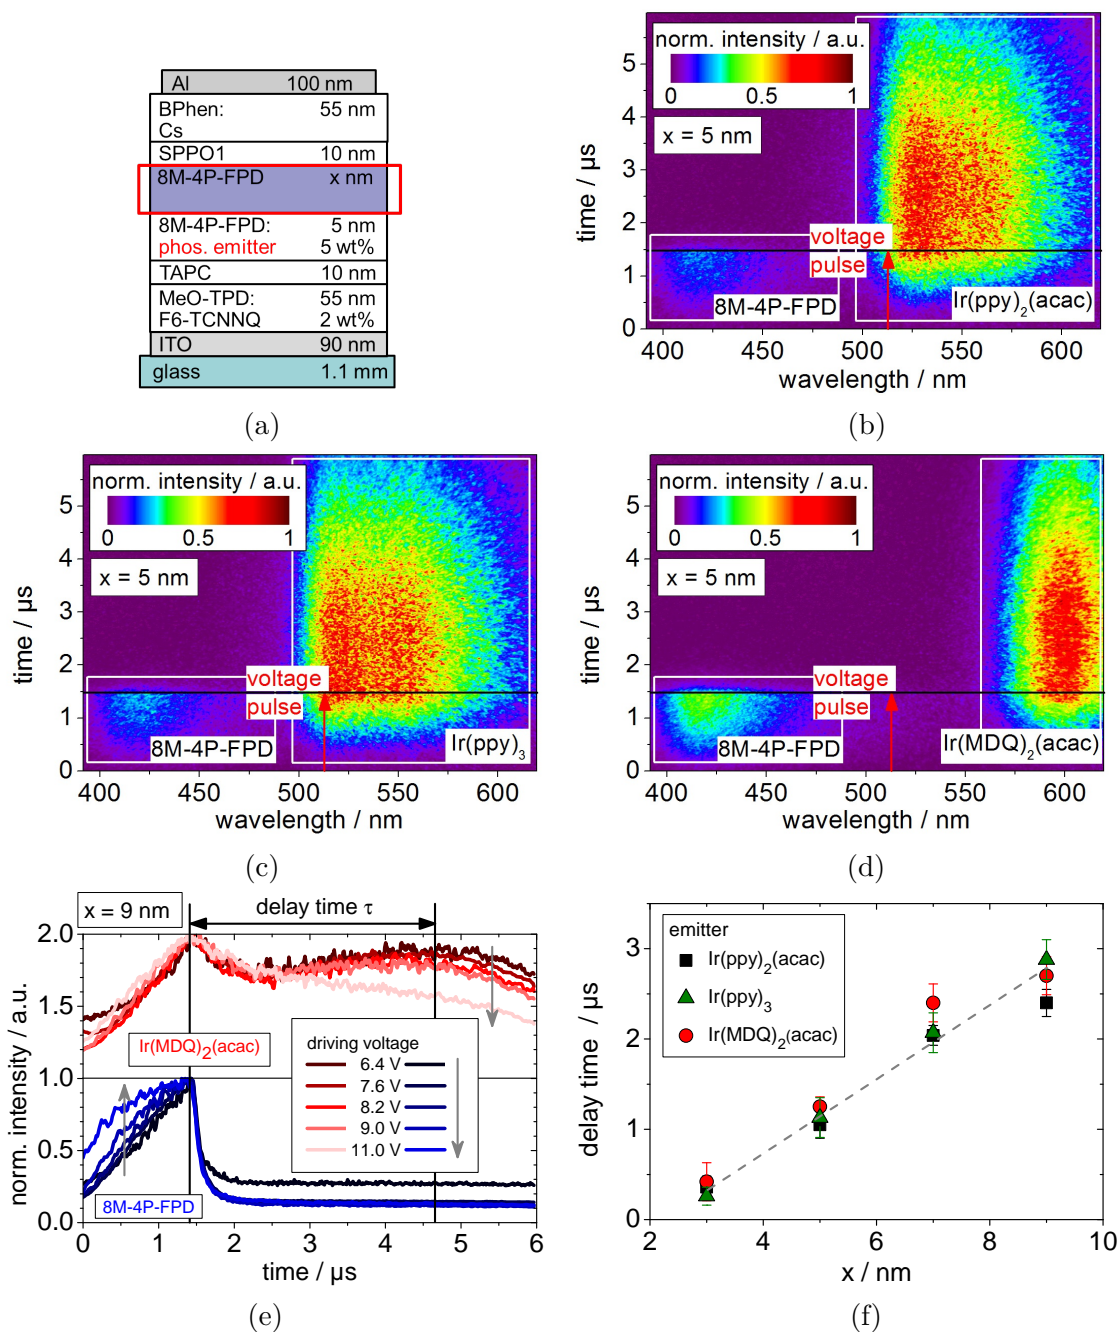 Al 100 nm
BPhen: 55 nm
Cs
SPPO1 10 nm
8M-4P-FPD x nm
8M-4P-FPD: 5 nm
phos. emitter 5 wt%
TAPC 10 nm
MeO-TPD: 55 nm
F6-TCNNQ 2 wt%
ITO 90 nm
glass 1.1 mm
(a)
norm. intensity / a.u.
0 0.5 1
x = 5 nm
voltage
pulse
8M-4P-FPD
Ir(ppy)₂(acac)
time / µs
5
4
3
2
1
0
400 450 500 550 600
wavelength / nm
(b)
norm. intensity / a.u.
0 0.5 1
x = 5 nm
voltage
pulse
8M-4P-FPD
Ir(ppy)₃
time / µs
5
4
3
2
1
0
400 450 500 550 600
wavelength / nm
(c)
norm. intensity / a.u.
0 0.5 1
x = 5 nm
voltage
pulse
8M-4P-FPD
Ir(MDQ)₂(acac)
time / µs
5
4
3
2
1
0
400 450 500 550 600
wavelength / nm
(d)
x = 9 nm
delay time τ
2.0
1.5
1.0
0.5
0.0
norm. intensity / a.u.
Ir(MDQ)₂(acac)
driving voltage
6.4 V
7.6 V
8.2 V
9.0 V
11.0 V
8M-4P-FPD
0 1 2 3 4 5 6
time / µs
(e)
emitter
Ir(ppy)₂(acac)
Ir(ppy)₃
Ir(MDQ)₂(acac)
delay time / µs
3
2
1
0
2 4 6 8 10
x / nm
(f)